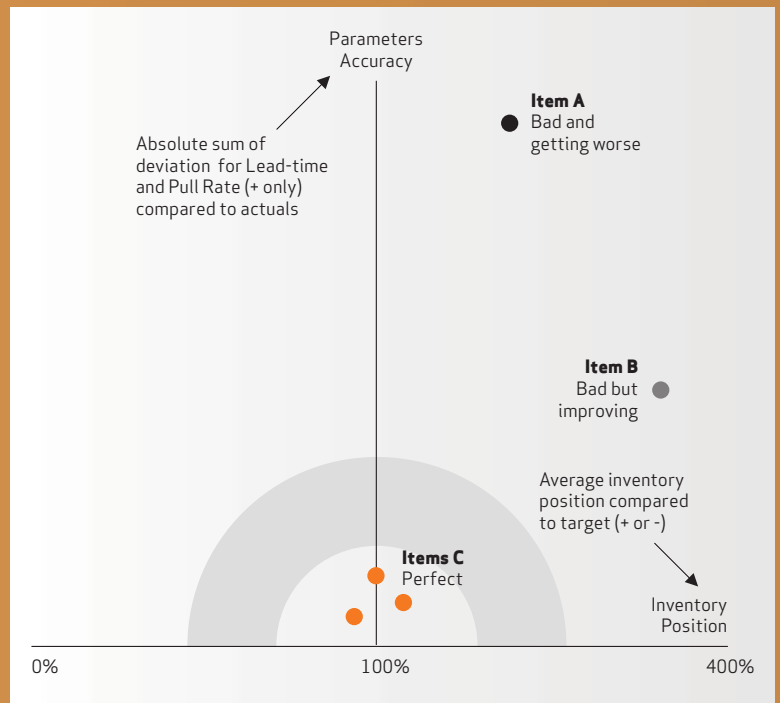 Parameters
Accuracy
Item A
Bad and
getting worse
Absolute sum of
deviation for Lead-time
and Pull Rate (+ only)
compared to actuals
Item B
Bad but
improving
Average inventory
position compared
to target (+ or -)
Items C
Perfect
Inventory
Position
0%
100%
400%